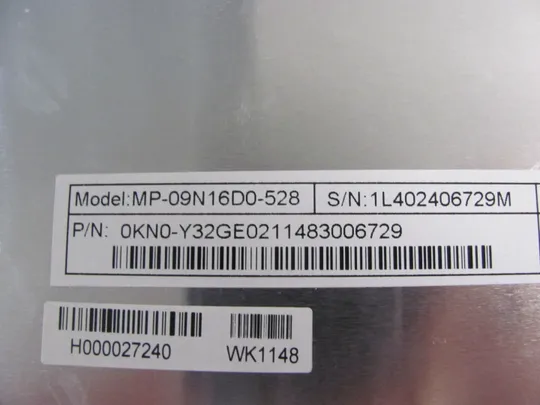 Model:MP-09N16D0-528 S/N:1L402406729M
P/N: 0KN0-Y32GE0211483006729
H000027240 WK1148